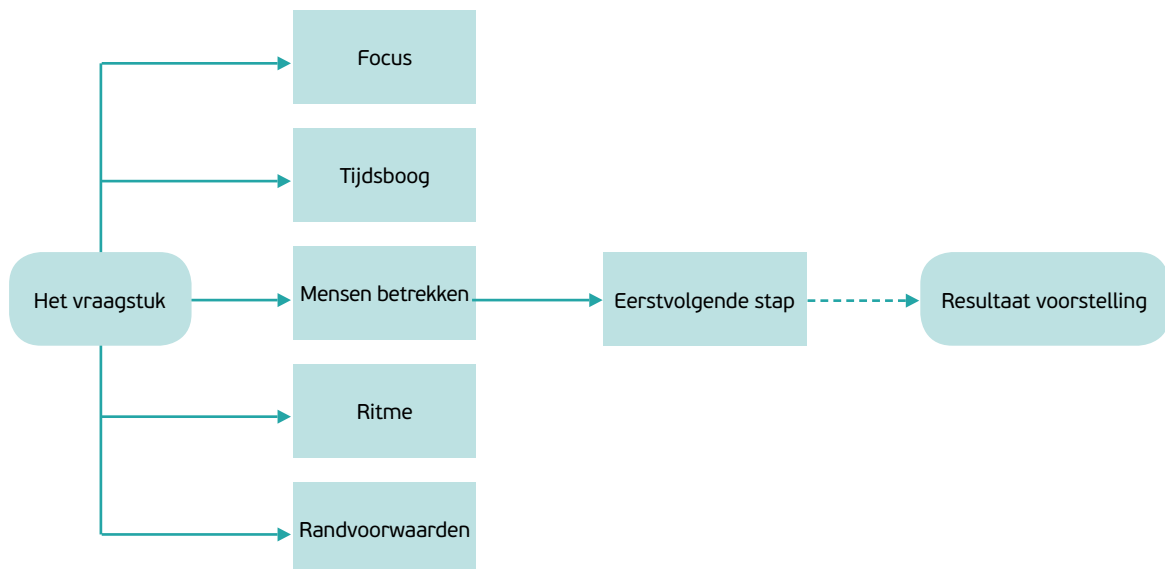 Focus
Tijdsboog
Het vraagstuk
Mensen betrekken
Eerstvolgende stap
Resultaat voorstelling
Ritme
Randvoorwaarden